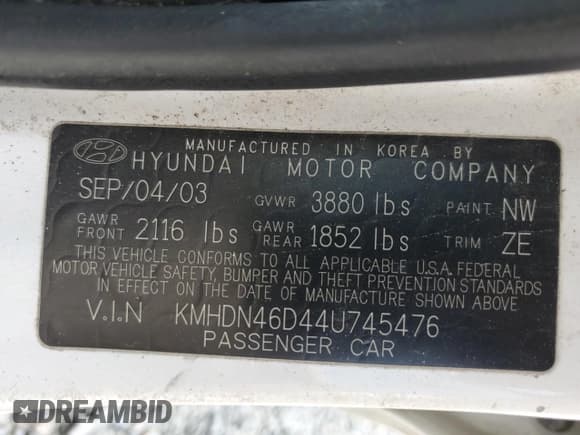 MANUFACTURED IN KOREA BY
HYUNDAI MOTOR COMPANY
SEP/04/03 GVWR 3880 lbs PAINT NW
GAWR FRONT 2116 lbs GAWR REAR 1852 lbs TRIM ZE
THIS VEHICLE CONFORMS TO ALL APPLICABLE U.S.A. FEDERAL
MOTOR VEHICLE SAFETY, BUMPER AND THEFT PREVENTION STANDARDS
IN EFFECT ON THE DATE OF MANUFACTURE SHOWN ABOVE
V.I.N KMHDN46D44U745476
PASSENGER CAR
DREAMBID